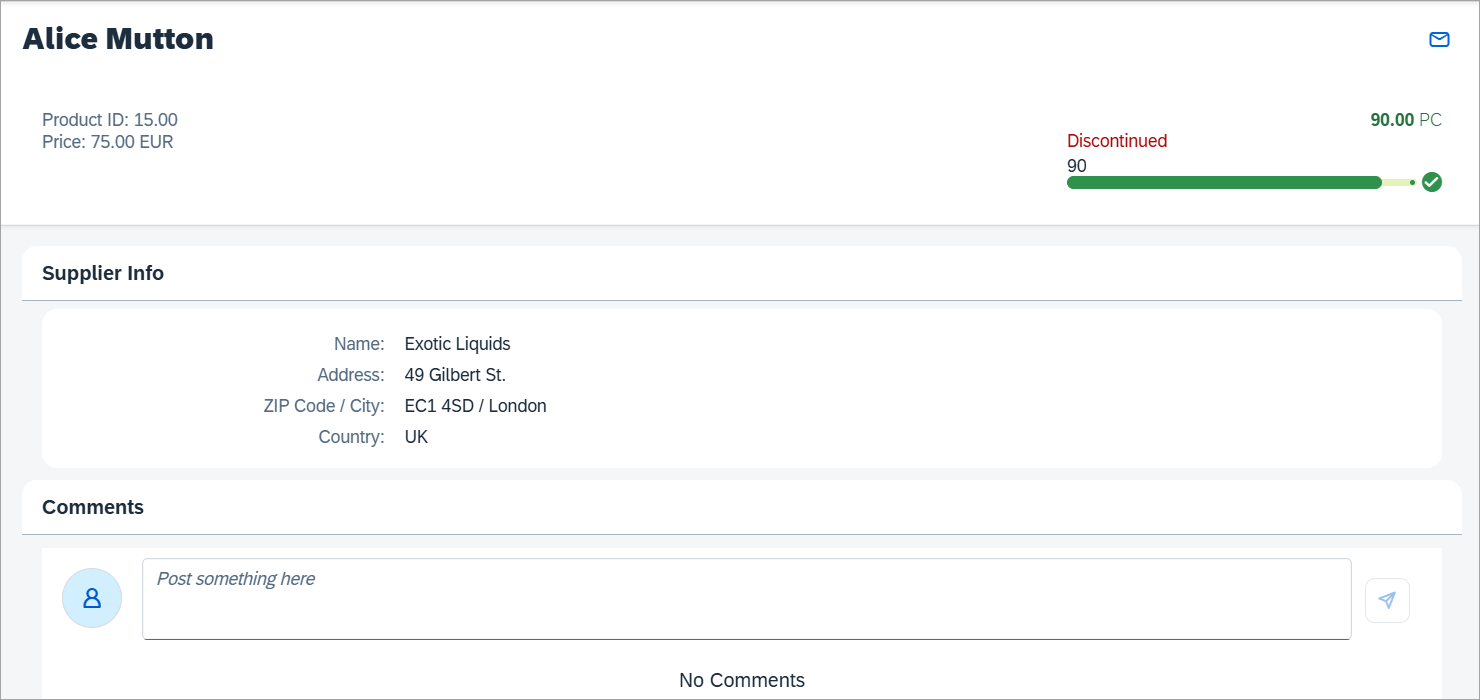 Alice Mutton
Product ID: 15.00
Price: 75.00 EUR
90.00 PC
Discontinued
90
Supplier Info
Name: Exotic Liquids
Address: 49 Gilbert St.
ZIP Code / City: EC1 4SD / London
Country: UK
Comments
Post something here
No Comments